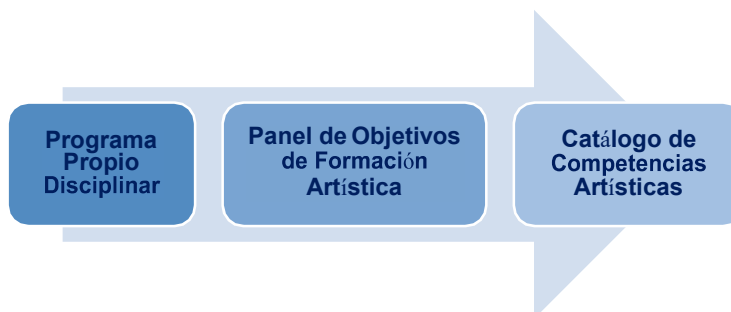 Programa
Propio
Disciplinar
Panel de Objetivos
de Formación
Artística
Catálogo de
Competencias
Artísticas